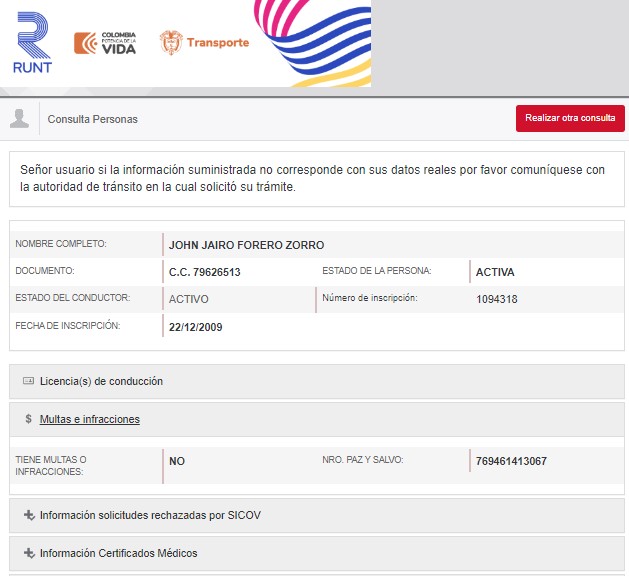 RUNT
COLOMBIA
POTENCIA DE LA
VIDA
Transporte
Consulta Personas
Realizar otra consulta
Señor usuario si la información suministrada no corresponde con sus datos reales por favor comuníquese con
la autoridad de tránsito en la cual solicitó su trámite.
NOMBRE COMPLETO: JOHN JAIRO FORERO ZORRO
DOCUMENTO: C.C. 79626513 ESTADO DE LA PERSONA: ACTIVA
ESTADO DEL CONDUCTOR: ACTIVO Número de inscripción: 1094318
FECHA DE INSCRIPCIÓN: 22/12/2009
Licencia(s) de conducción
$ Multas e infracciones
TIENE MULTAS O
INFRACCIONES: NO NRO. PAZ Y SALVO: 769461413067
Información solicitudes rechazadas por SICOV
Información Certificados Médicos